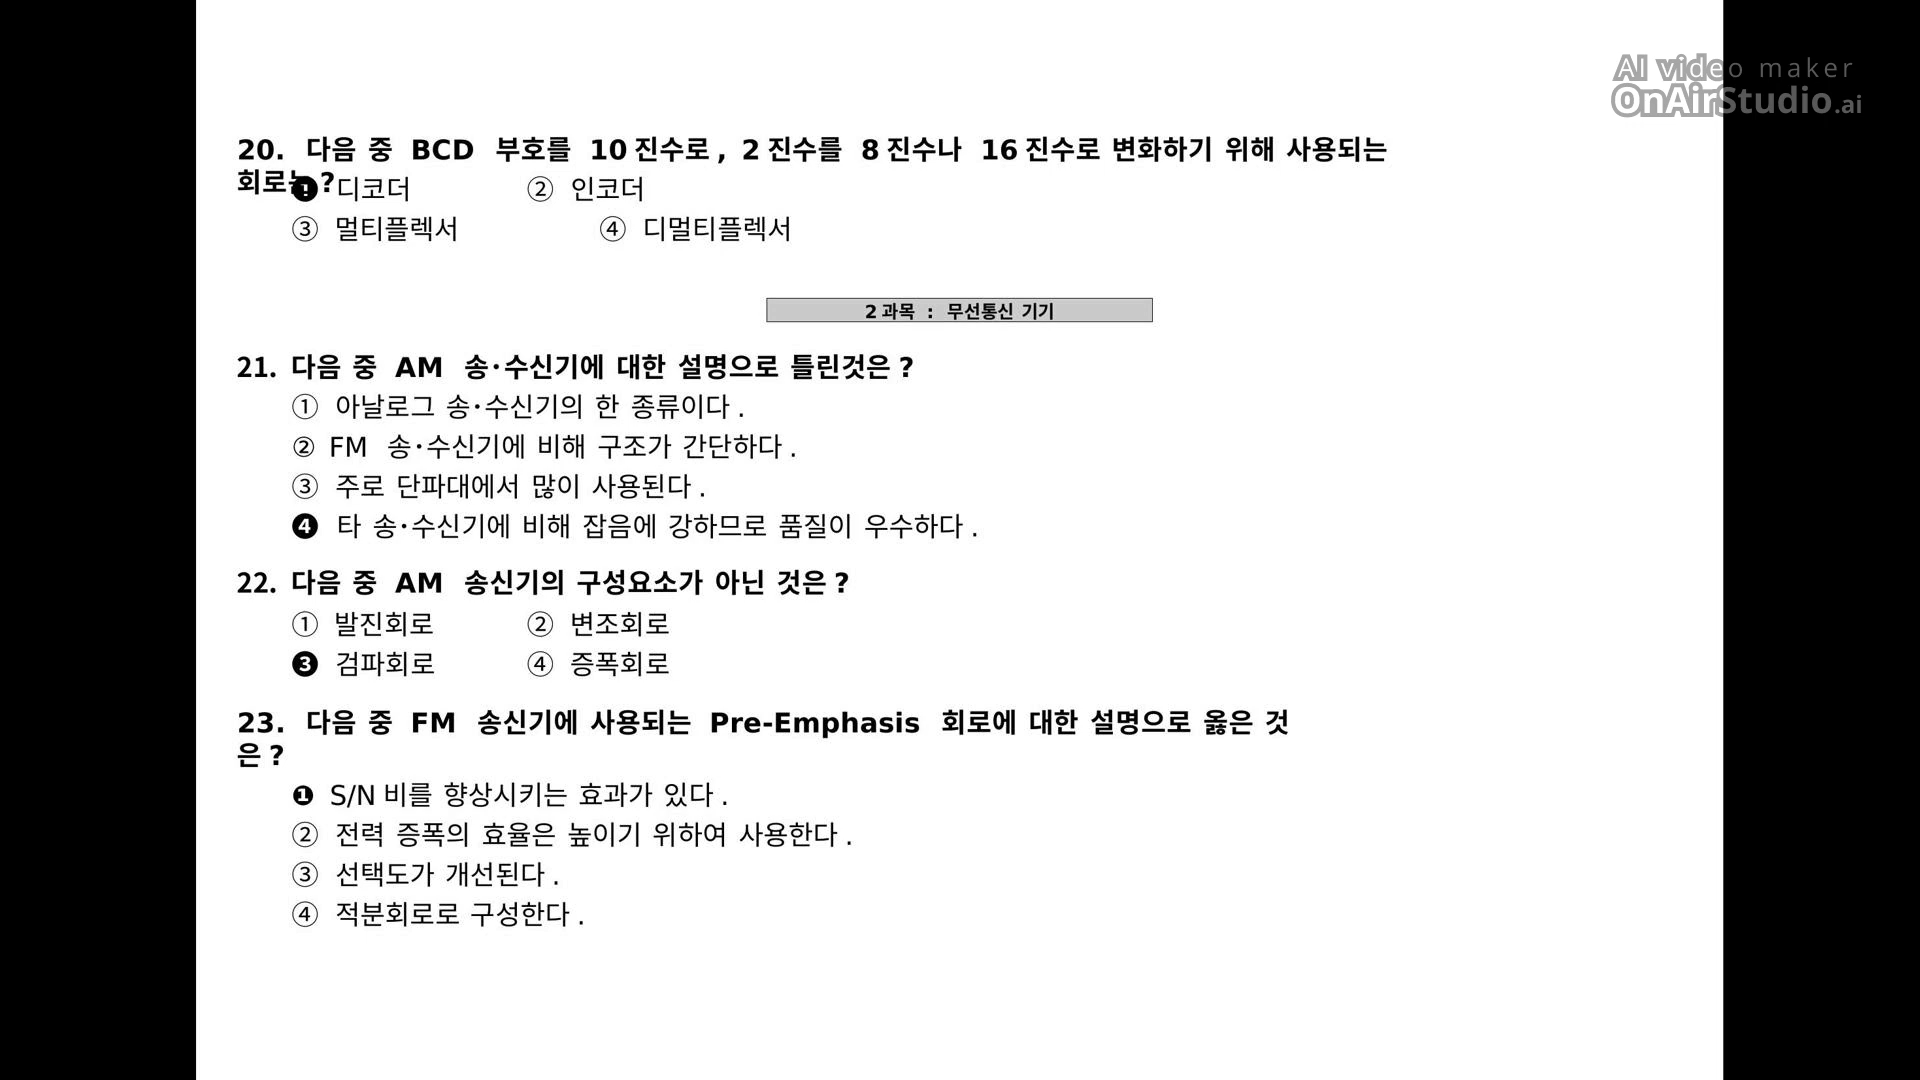 AI video maker
OnAirStudio.ai
20. 다음 중 BCD 부호를 10진수로, 2진수를 8진수나 16진수로 변화하기 위해 사용되는
회로는?
❶ 디코더 ② 인코더
③ 멀티플렉서 ④ 디멀티플렉서
2과목 : 무선통신 기기
21. 다음 중 AM 송·수신기에 대한 설명으로 틀린것은?
① 아날로그 송·수신기의 한 종류이다.
② FM 송·수신기에 비해 구조가 간단하다.
③ 주로 단파대에서 많이 사용된다.
❹ 타 송·수신기에 비해 잡음에 강하므로 품질이 우수하다.
22. 다음 중 AM 송신기의 구성요소가 아닌 것은?
① 발진회로 ② 변조회로
❸ 검파회로 ④ 증폭회로
23. 다음 중 FM 송신기에 사용되는 Pre-Emphasis 회로에 대한 설명으로 옳은 것
은?
❶ S/N비를 향상시키는 효과가 있다.
② 전력 증폭의 효율은 높이기 위하여 사용한다.
③ 선택도가 개선된다.
④ 적분회로로 구성한다.